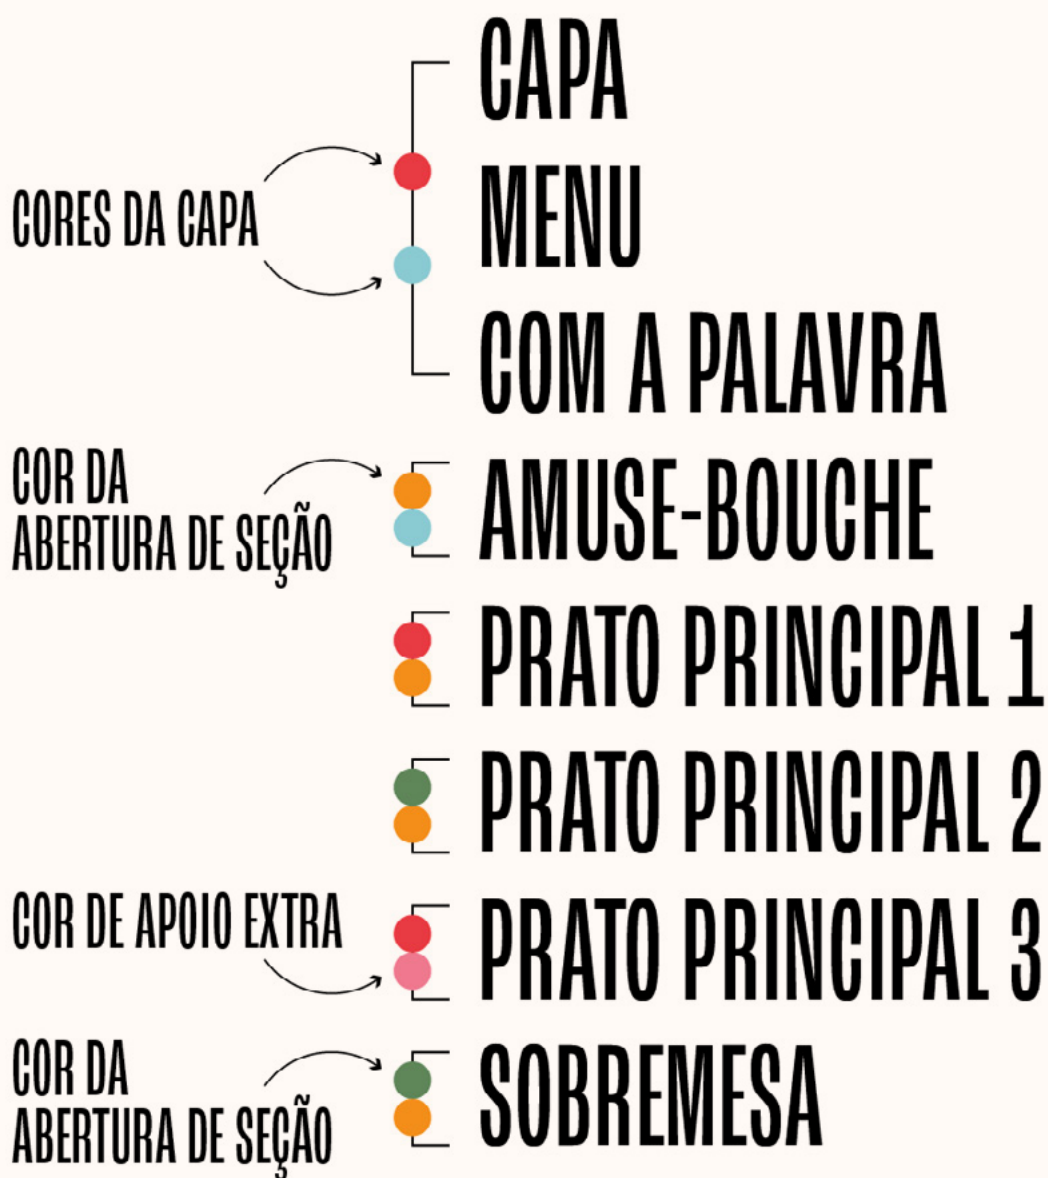 CAPA
CORES DA CAPA
MENU
COM A PALAVRA
COR DA
ABERTURA DE SEÇÃO
AMUSE-BOUCHE
PRATO PRINCIPAL 1
PRATO PRINCIPAL 2
COR DE APOIO EXTRA
PRATO PRINCIPAL 3
COR DA
ABERTURA DE SEÇÃO
SOBREMESA